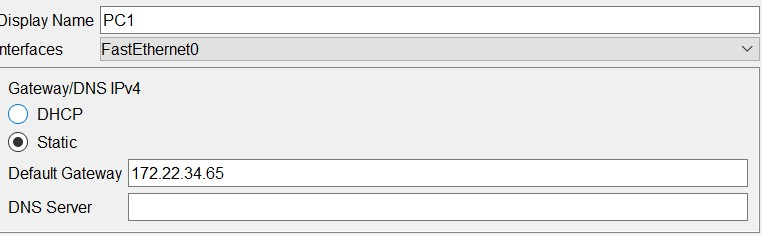 Display Name PC1
nterfaces FastEthernet0
Gateway/DNS IPv4
DHCP
Static
Default Gateway 172.22.34.65
DNS Server